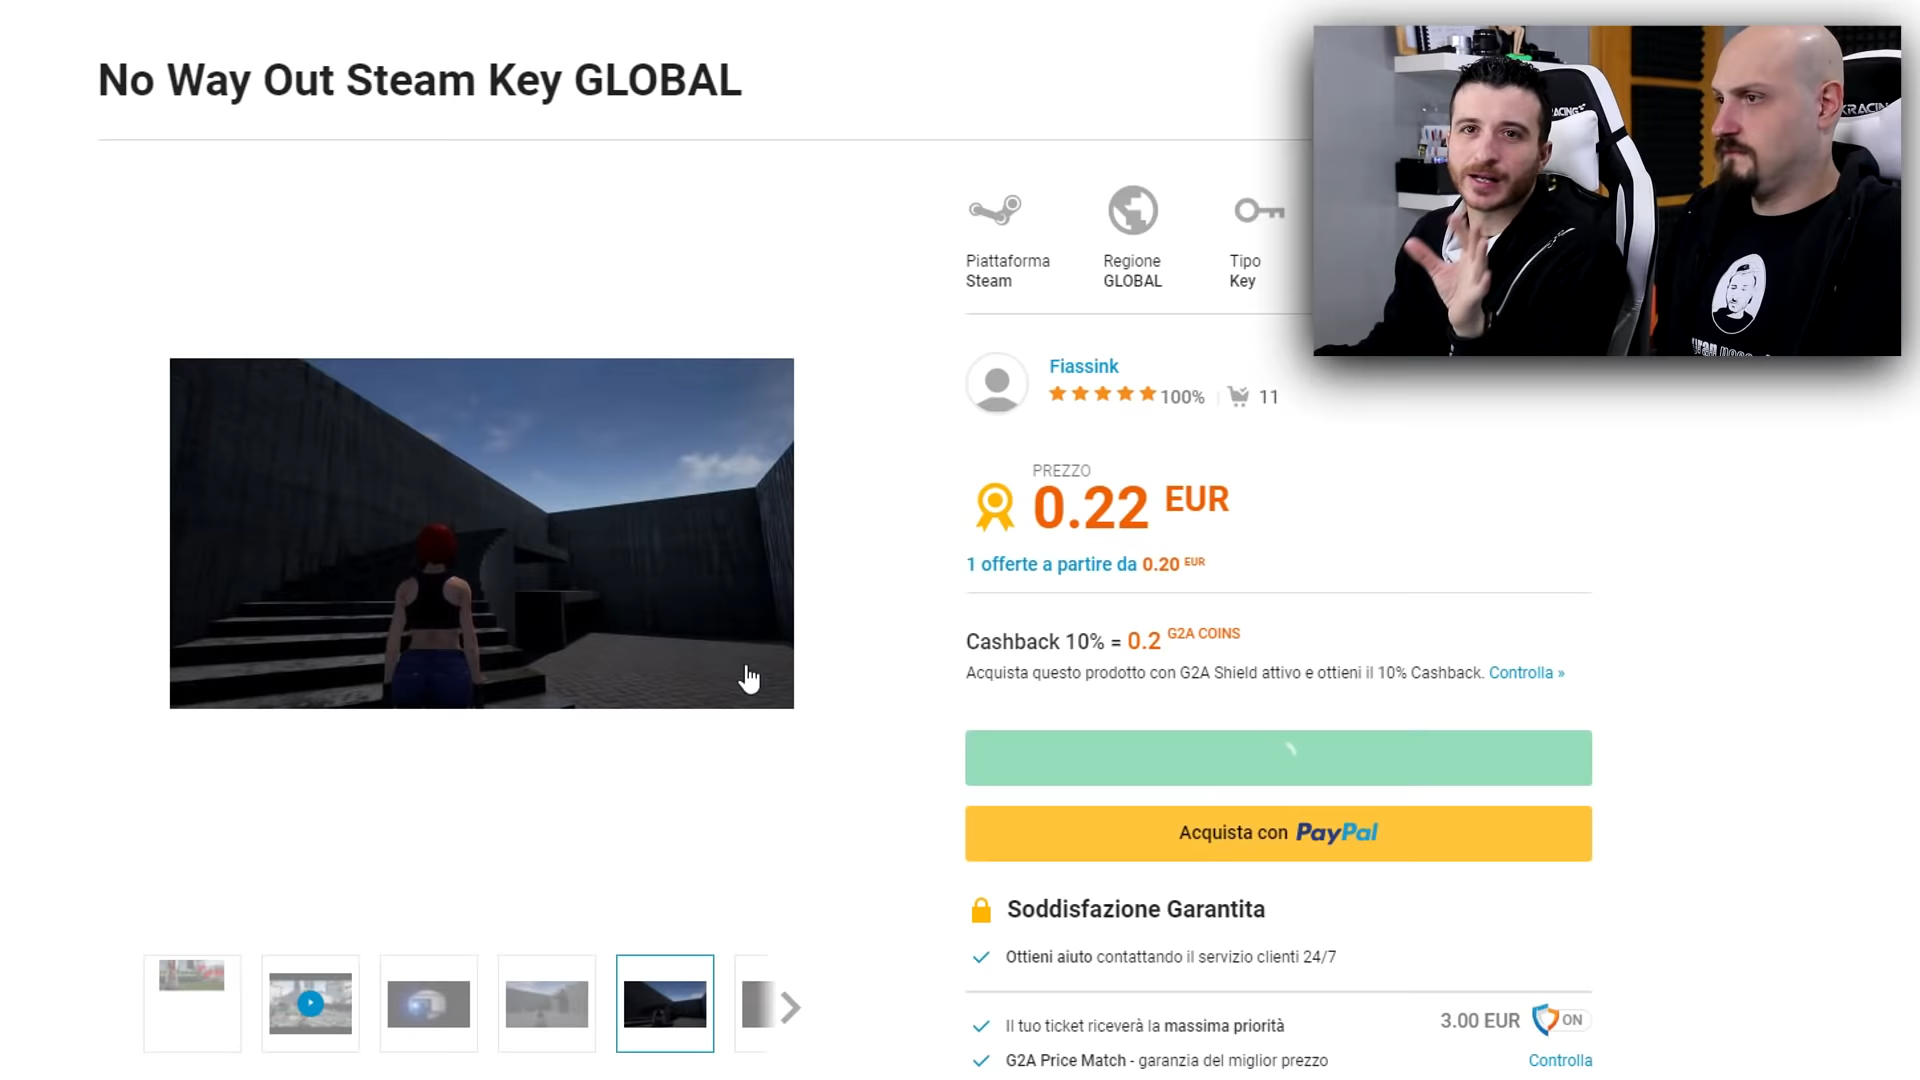 No Way Out Steam Key GLOBAL
Piattaforma
Steam
Regione
GLOBAL
Tipo
Key
Fiassink
100%
11
PREZZO
0.22 EUR
1 offerte a partire da 0.20 EUR
Cashback 10% = 0.2 G2A COINS
Acquista questo prodotto con G2A Shield attivo e ottieni il 10% Cashback. Controlla »
Acquista con PayPal
Soddisfazione Garantita
Ottieni aiuto contattando il servizio clienti 24/7
Il tuo ticket riceverà la massima priorità
3.00 EUR
ON
G2A Price Match - garanzia del miglior prezzo
Controlla